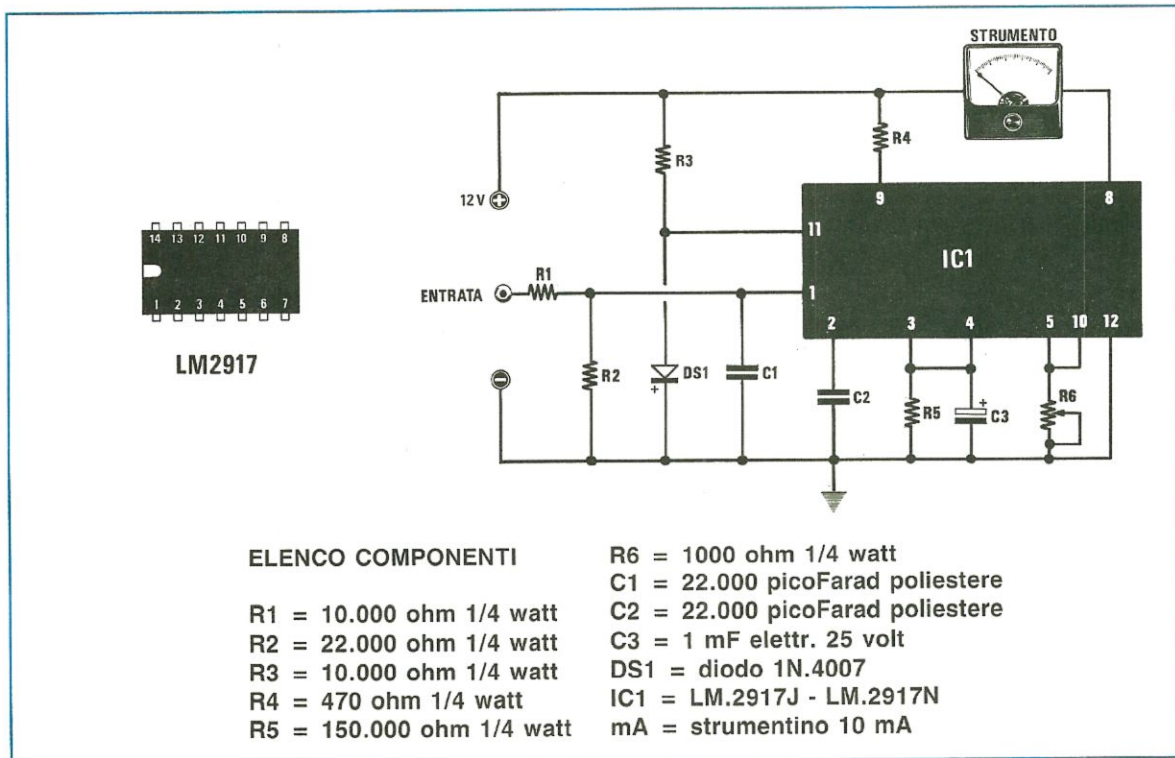 STRUMENTO
R4
R3
12 V
9
8
14 13 12 11 10 9 8
11
IC1
R1
ENTRATA
1
1 2 3 4 5 6 7
2
3
4
5
10
12
LM2917
R2
DS1
+
C1
C2
R5
+
C3
R6
ELENCO COMPONENTI
R1 = 10.000 ohm 1/4 watt
R2 = 22.000 ohm 1/4 watt
R3 = 10.000 ohm 1/4 watt
R4 = 470 ohm 1/4 watt
R5 = 150.000 ohm 1/4 watt
R6 = 1000 ohm 1/4 watt
C1 = 22.000 picoFarad poliestere
C2 = 22.000 picoFarad poliestere
C3 = 1 mF elettr. 25 volt
DS1 = diodo 1N.4007
IC1 = LM.2917J - LM.2917N
mA = strumentino 10 mA